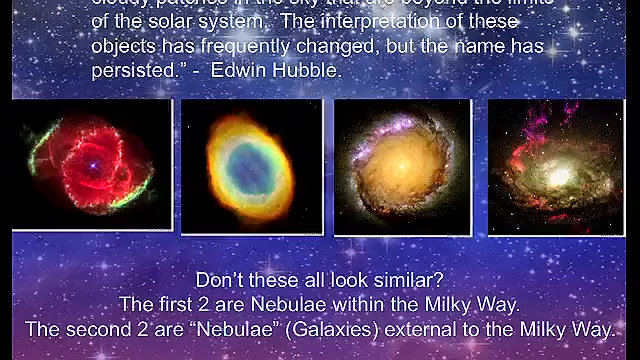 cloudy patches in the sky that are beyond the limits
of the solar system. The interpretation of these
objects has frequently changed, but the name has
persisted.” - Edwin Hubble.
Don't these all look similar?
The first 2 are Nebulae within the Milky Way.
The second 2 are “Nebulae” (Galaxies) external to the Milky Way.